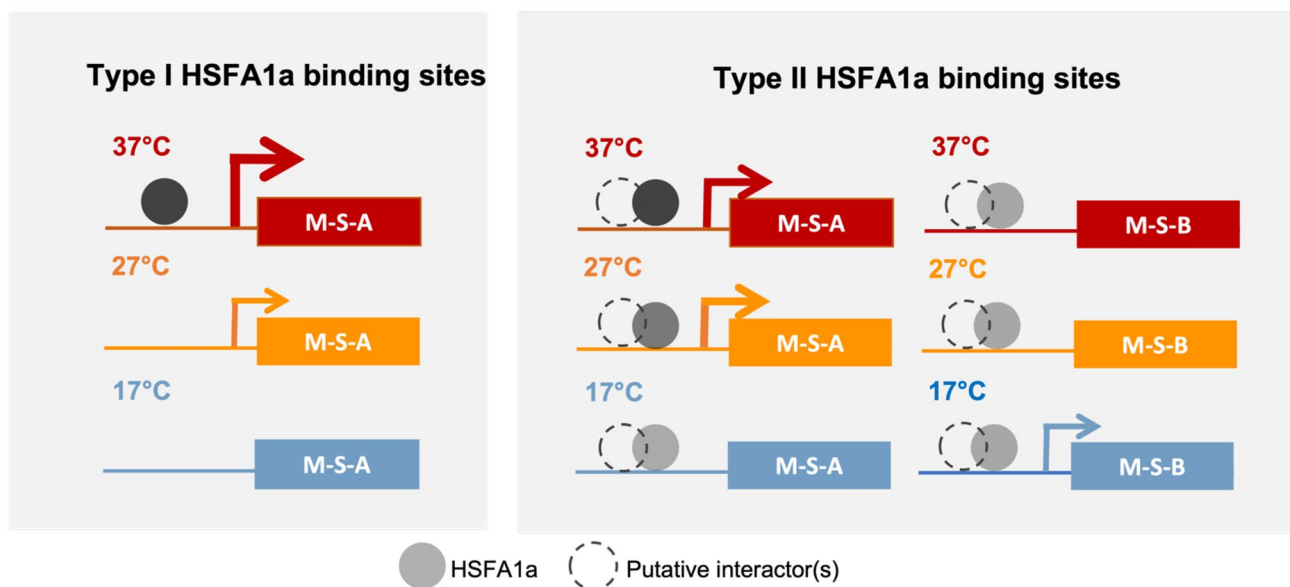 Type I HSFA1a binding sites
37°C
M-S-A
27°C
M-S-A
17°C
M-S-A
Type II HSFA1a binding sites
37°C
M-S-A
27°C
M-S-A
17°C
M-S-A
37°C
M-S-B
27°C
M-S-B
17°C
M-S-B
HSFA1a
Putative interactor(s)